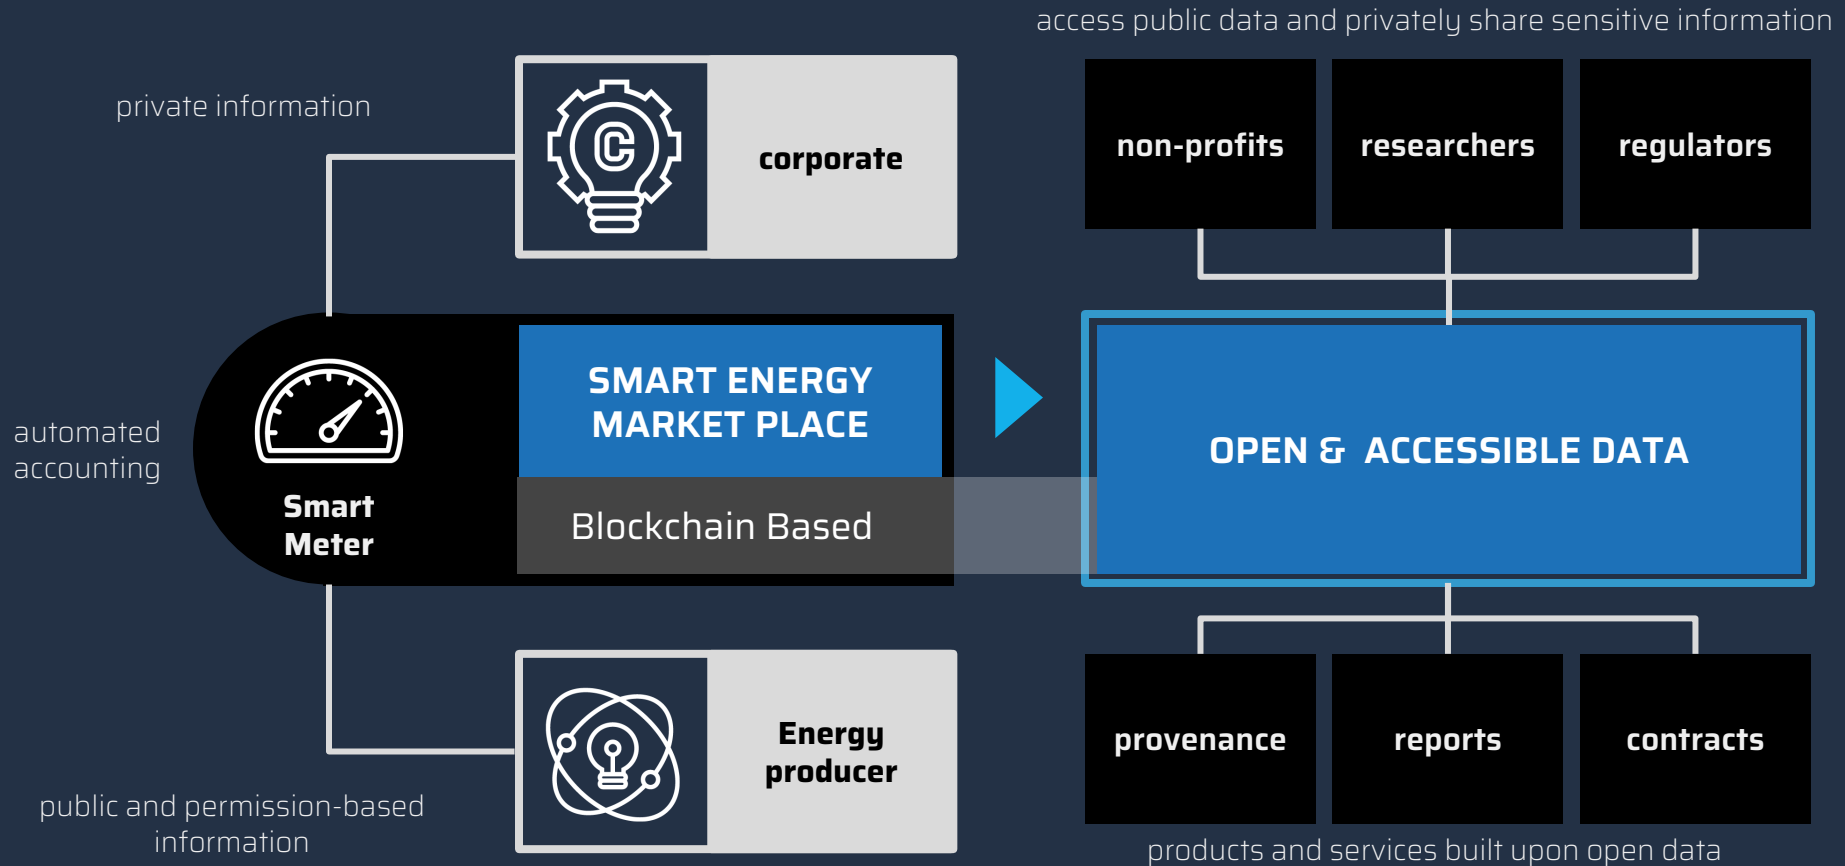 access public data and privately share sensitive information
private information
C
corporate
non-profits
researchers
regulators
SMART ENERGY
MARKET PLACE
OPEN & ACCESSIBLE DATA
automated
accounting
Smart
Meter
Blockchain Based
Energy
producer
provenance
reports
contracts
public and permission-based
information
products and services built upon open data